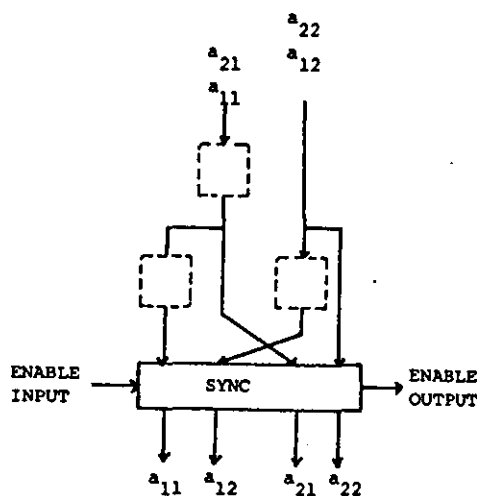 a22
a21 a12
a11
ENABLE INPUT SYNC ENABLE OUTPUT
a11 a12 a21 a22